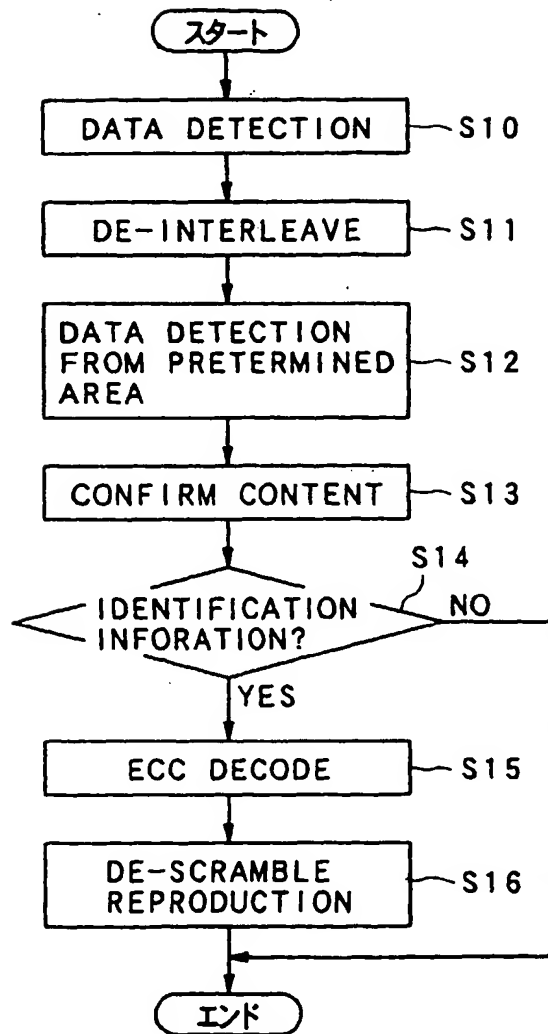 スタート
DATA DETECTION
S10
DE-INTERLEAVE
S11
DATA DETECTION
FROM PRETERMINED
AREA
S12
CONFIRM CONTENT
S13
S14
IDENTIFICATION
INFORATION?
NO
YES
ECC DECODE
S15
DE-SCRAMBLE
REPRODUCTION
S16
エンド